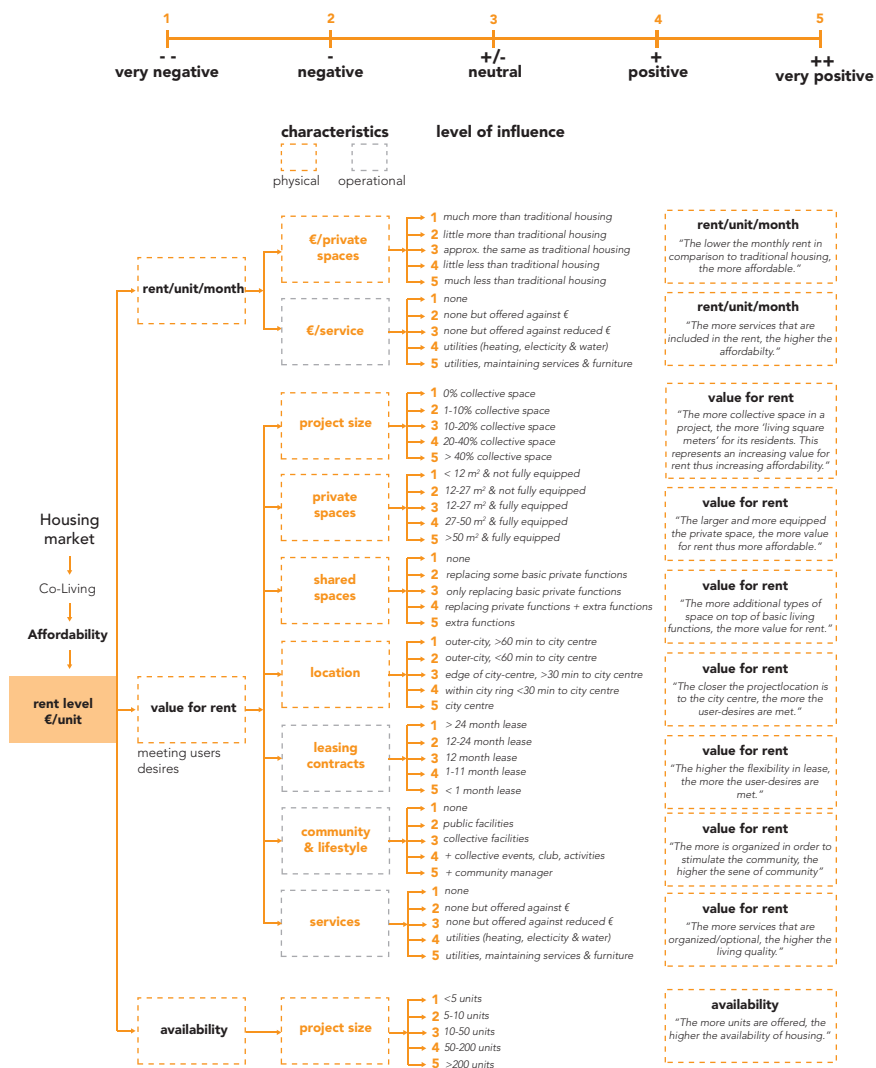 1 2 3 4 5
- - - +/- + ++
very negative negative neutral positive very positive
characteristics level of influence
physical operational
Housing
market
Co-Living
Affordability
rent level
€/unit
rent/unit/month
€/private
spaces
1 much more than traditional housing
2 little more than traditional housing
3 approx. the same as traditional housing
4 little less than traditional housing
5 much less than traditional housing
rent/unit/month
“The lower the monthly rent in
comparison to traditional housing,
the more affordable.“
€/service
1 none
2 none but offered against €
3 none but offered against reduced €
4 utilities (heating, electicity & water)
5 utilities, maintaining services & furniture
rent/unit/month
“The more services that are
included in the rent, the higher the
affordabilty.“
value for rent
meeting users
desires
project size
1 0% collective space
2 1-10% collective space
3 10-20% collective space
4 20-40% collective space
5 > 40% collective space
value for rent
“The more collective space in a
project, the more ‘living square
meters’ for its residents. This
represents an increasing value for
rent thus increasing affordability.“
private
spaces
1 < 12 m² & not fully equipped
2 12-27 m² & not fully equipped
3 12-27 m² & fully equipped
4 27-50 m² & fully equipped
5 >50 m² & fully equipped
value for rent
“The larger and more equipped
the private space, the more value
for rent thus more affordable.“
shared
spaces
1 none
2 replacing some basic private functions
3 only replacing basic private functions
4 replacing private functions + extra functions
5 extra functions
value for rent
“The more additional types of
space on top of basic living
functions, the more value for rent.“
location
1 outer-city, >60 min to city centre
2 outer-city, <60 min to city centre
3 edge of city-centre, >30 min to city centre
4 within city ring <30 min to city centre
5 city centre
value for rent
“The closer the projectlocation is
to the city centre, the more the
user-desires are met.“
leasing
contracts
1 > 24 month lease
2 12-24 month lease
3 12 month lease
4 1-11 month lease
5 < 1 month lease
value for rent
“The higher the flexibility in lease,
the more the user-desires are
met.“
community
& lifestyle
1 none
2 public facilities
3 collective facilities
4 + collective events, club, activities
5 + community manager
value for rent
“The more is organized in order to
stimulate the community, the
higher the sene of community“
services
1 none
2 none but offered against €
3 none but offered against reduced €
4 utilities (heating, electicity & water)
5 utilities, maintaining services & furniture
value for rent
“The more services that are
organized/optional, the higher the
living quality.“
availability
project size
1 <5 units
2 5-10 units
3 10-50 units
4 50-200 units
5 >200 units
availability
“The more units are offered, the
higher the availability of housing.“